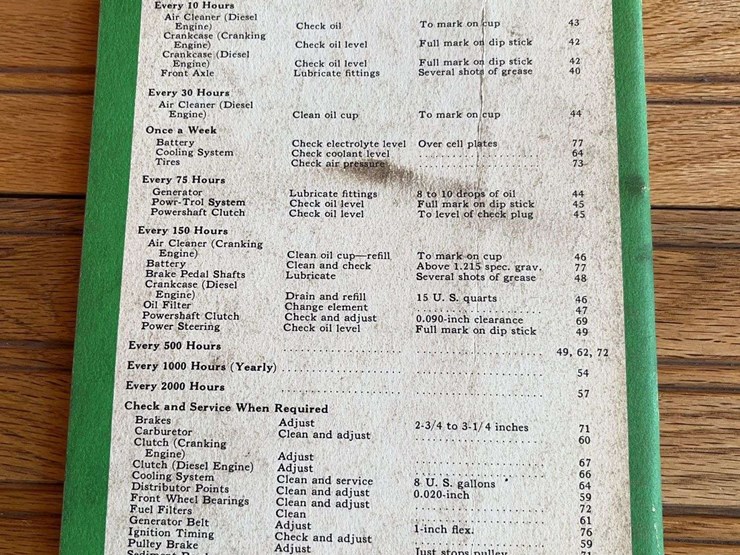 Every 10 Hours
Air Cleaner (Diesel
Engine) Check oil To mark on cup 43
Crankcase (Cranking
Engine) Check oil level Full mark on dip stick 42
Crankcase (Diesel
Engine) Check oil level Full mark on dip stick 42
Front Axle Lubricate fittings Several shots of grease 40
Every 30 Hours
Air Cleaner (Diesel
Engine) Clean oil cup To mark on cup 44
Once a Week
Battery Check electrolyte level Over cell plates 77
Cooling System Check coolant level 64
Tires Check air pressure 73
Every 75 Hours
Generator Lubricate fittings 8 to 10 drops of oil 44
Powr-Trol System Check oil level Full mark on dip stick 45
Powershaft Clutch Check oil level To level of check plug 45
Every 150 Hours
Air Cleaner (Cranking
Engine) Clean oil cup—refill To mark on cup 46
Battery Clean and check Above 1.215 spec. grav. 77
Brake Pedal Shafts Lubricate Several shots of grease 48
Crankcase (Diesel
Engine) Drain and refill 15 U. S. quarts 46
Oil Filter Change element 47
Powershaft Clutch Check and adjust 0.090-inch clearance 69
Power Steering Check oil level Full mark on dip stick 49
Every 500 Hours 49, 62, 72
Every 1000 Hours (Yearly) 54
Every 2000 Hours 57
Check and Service When Required
Brakes Adjust 2-3/4 to 3-1/4 inches 71
Carburetor Clean and adjust 60
Clutch (Cranking
Engine) Adjust 67
Clutch (Diesel Engine) Adjust 66
Cooling System Clean and service 8 U. S. gallons 64
Distributor Points Clean and adjust 0.020-inch 59
Front Wheel Bearings Clean and adjust 72
Fuel Filters Clean 61
Generator Belt Adjust 1-inch flex. 76
Ignition Timing Check and adjust 59
Pulley Brake Adjust Just stops pulley 71